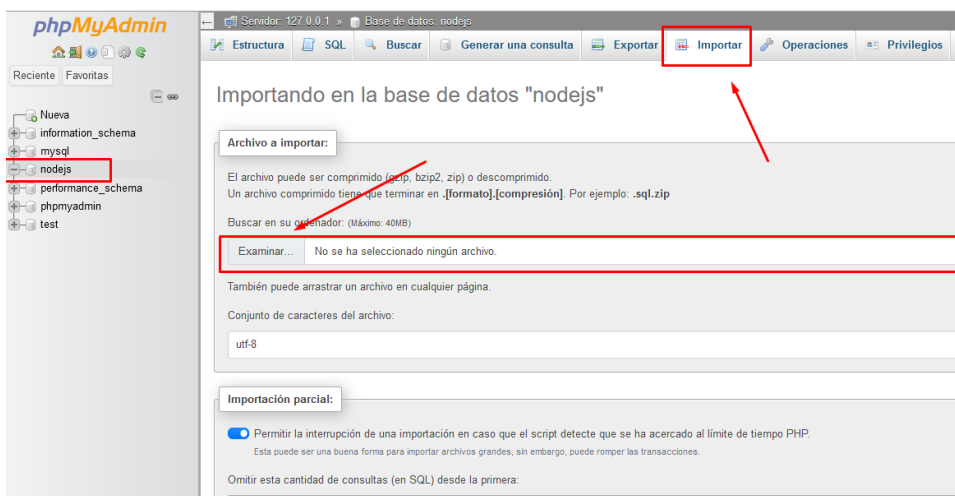 phpMyAdmin
Reciente Favoritas
Nueva
information_schema
mysql
nodejs
performance_schema
phpmyadmin
test
Servidor: 127.0.0.1 » Base de datos: nodejs
Estructura SQL Buscar Generar una consulta Exportar Importar Operaciones Privilegios
Importando en la base de datos "nodejs"
Archivo a importar:
El archivo puede ser comprimido (gzip, bzip2, zip) o descomprimido.
Un archivo comprimido tiene que terminar en .[formato].[compresión]. Por ejemplo: .sql.zip
Buscar en su ordenador: (Máximo: 40MB)
Examinar... No se ha seleccionado ningún archivo.
También puede arrastrar un archivo en cualquier página.
Conjunto de caracteres del archivo:
utf-8
Importación parcial:
Permitir la interrupción de una importación en caso que el script detecte que se ha acercado al límite de tiempo PHP.
Esta puede ser una buena forma para importar archivos grandes, sin embargo, puede romper las transacciones.
Omitir esta cantidad de consultas (en SQL) desde la primera: